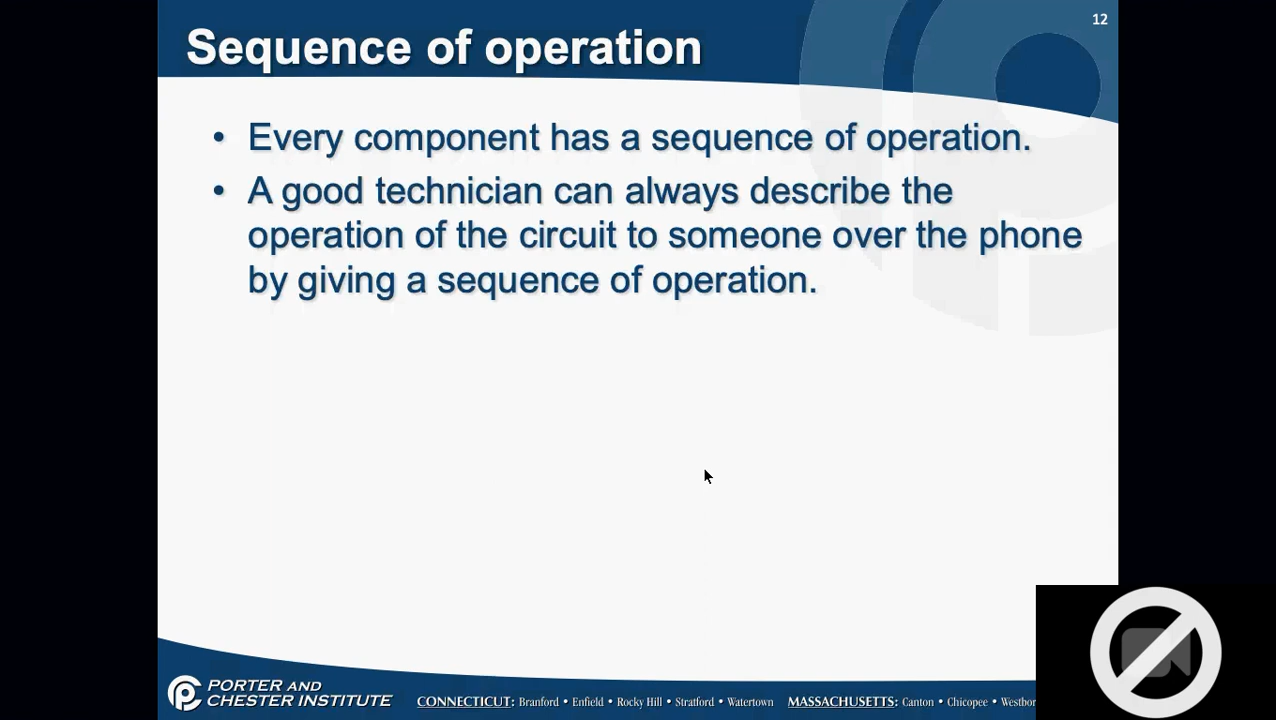 12
Sequence of operation
• Every component has a sequence of operation.
• A good technician can always describe the
operation of the circuit to someone over the phone
by giving a sequence of operation.
PORTER AND
CHESTER INSTITUTE
CONNECTICUT: Branford • Enfield • Rocky Hill • Stratford • Watertown MASSACHUSETTS: Canton • Chicopee • Westbor